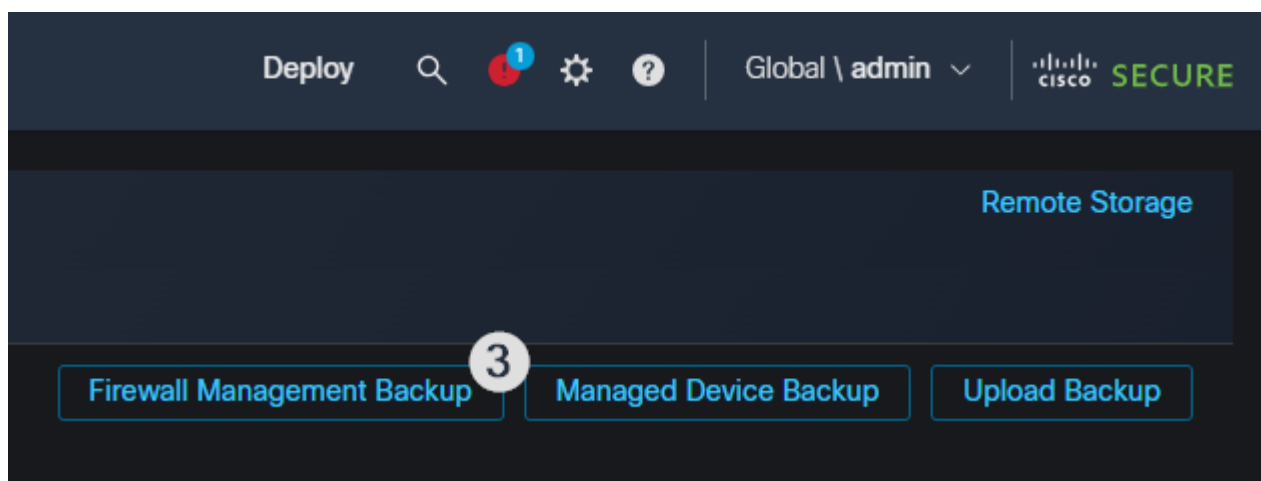 Deploy 1 Global \ admin cisco SECURE
Remote Storage
3
Firewall Management Backup Managed Device Backup Upload Backup